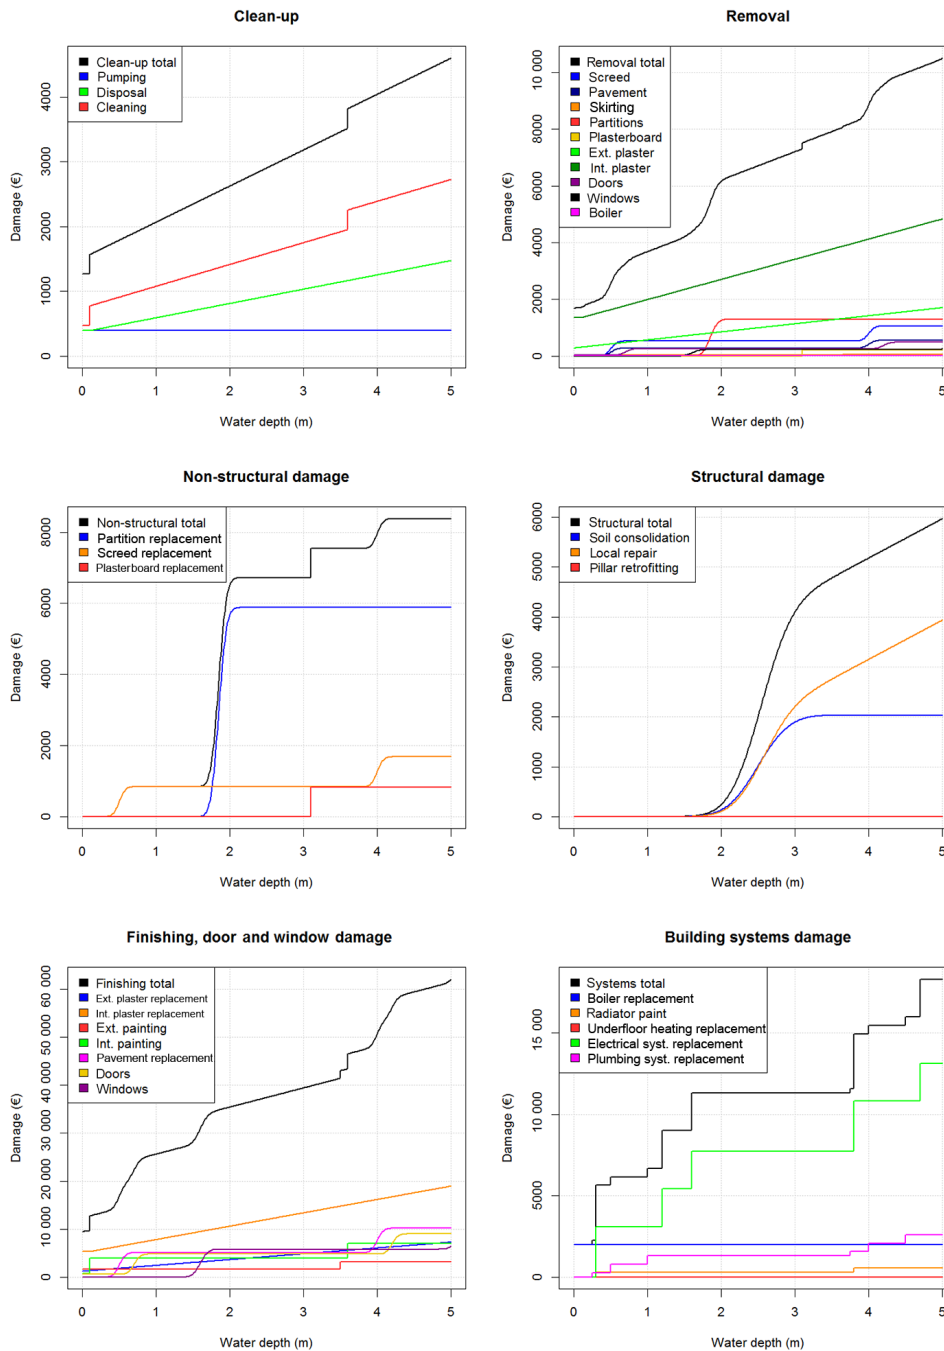 Clean-up
Clean-up total
Pumping
Disposal
Cleaning
Damage (€)
0
1000
2000
3000
4000
0
1
2
3
4
5
Water depth (m)
Removal
Removal total
Screed
Pavement
Skirting
Partitions
Plasterboard
Ext. plaster
Int. plaster
Doors
Windows
Boiler
Damage (€)
0
2000
4000
6000
8000
10 000
0
1
2
3
4
5
Water depth (m)
Non-structural damage
Non-structural total
Partition replacement
Screed replacement
Plasterboard replacement
Damage (€)
0
2000
4000
6000
8000
0
1
2
3
4
5
Water depth (m)
Structural damage
Structural total
Soil consolidation
Local repair
Pillar retrofitting
Damage (€)
0
1000
2000
3000
4000
5000
6000
0
1
2
3
4
5
Water depth (m)
Finishing, door and window damage
Finishing total
Ext. plaster replacement
Int. plaster replacement
Ext. painting
Int. painting
Pavement replacement
Doors
Windows
Damage (€)
0
10 000
20 000
30 000
40 000
50 000
60 000
0
1
2
3
4
5
Water depth (m)
Building systems damage
Systems total
Boiler replacement
Radiator paint
Underfloor heating replacement
Electrical syst. replacement
Plumbing syst. replacement
Damage (€)
0
5000
10 000
15 000
0
1
2
3
4
5
Water depth (m)